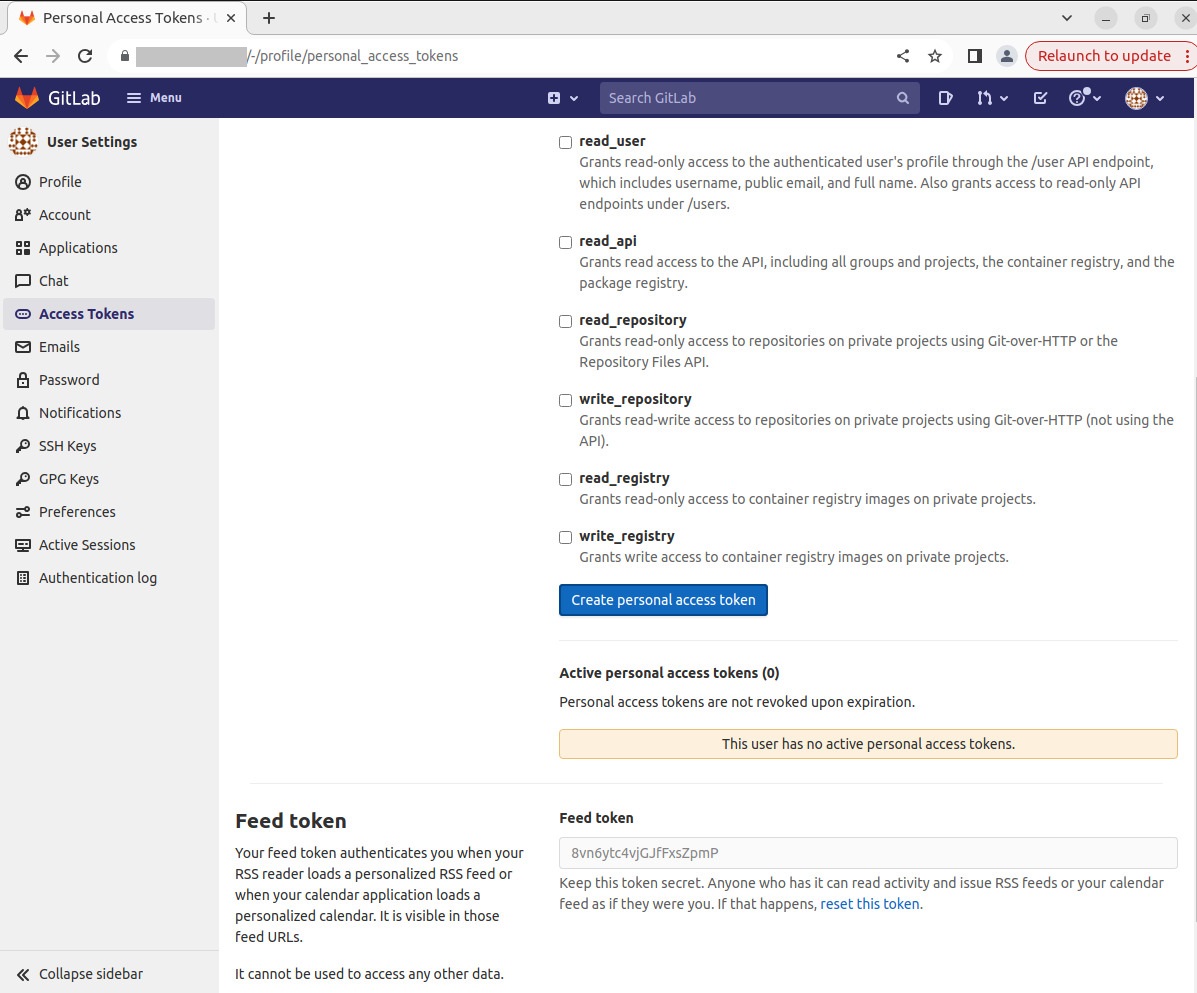 Personal Access Tokens · U
/-/profile/personal_access_tokens
Relaunch to update
GitLab
Menu
Search GitLab
User Settings
Profile
Account
Applications
Chat
Access Tokens
Emails
Password
Notifications
SSH Keys
GPG Keys
Preferences
Active Sessions
Authentication log
Collapse sidebar
read_user
Grants read-only access to the authenticated user's profile through the /user API endpoint,
which includes username, public email, and full name. Also grants access to read-only API
endpoints under /users.
read_api
Grants read access to the API, including all groups and projects, the container registry, and the
package registry.
read_repository
Grants read-only access to repositories on private projects using Git-over-HTTP or the
Repository Files API.
write_repository
Grants read-write access to repositories on private projects using Git-over-HTTP (not using the
API).
read_registry
Grants read-only access to container registry images on private projects.
write_registry
Grants write access to container registry images on private projects.
Create personal access token
Active personal access tokens (0)
Personal access tokens are not revoked upon expiration.
This user has no active personal access tokens.
Feed token
Your feed token authenticates you when your
RSS reader loads a personalized RSS feed or
when your calendar application loads a
personalized calendar. It is visible in those
feed URLs.
It cannot be used to access any other data.
Feed token
8vn6ytc4vjGJfFxsZpmP
Keep this token secret. Anyone who has it can read activity and issue RSS feeds or your calendar
feed as if they were you. If that happens, reset this token.